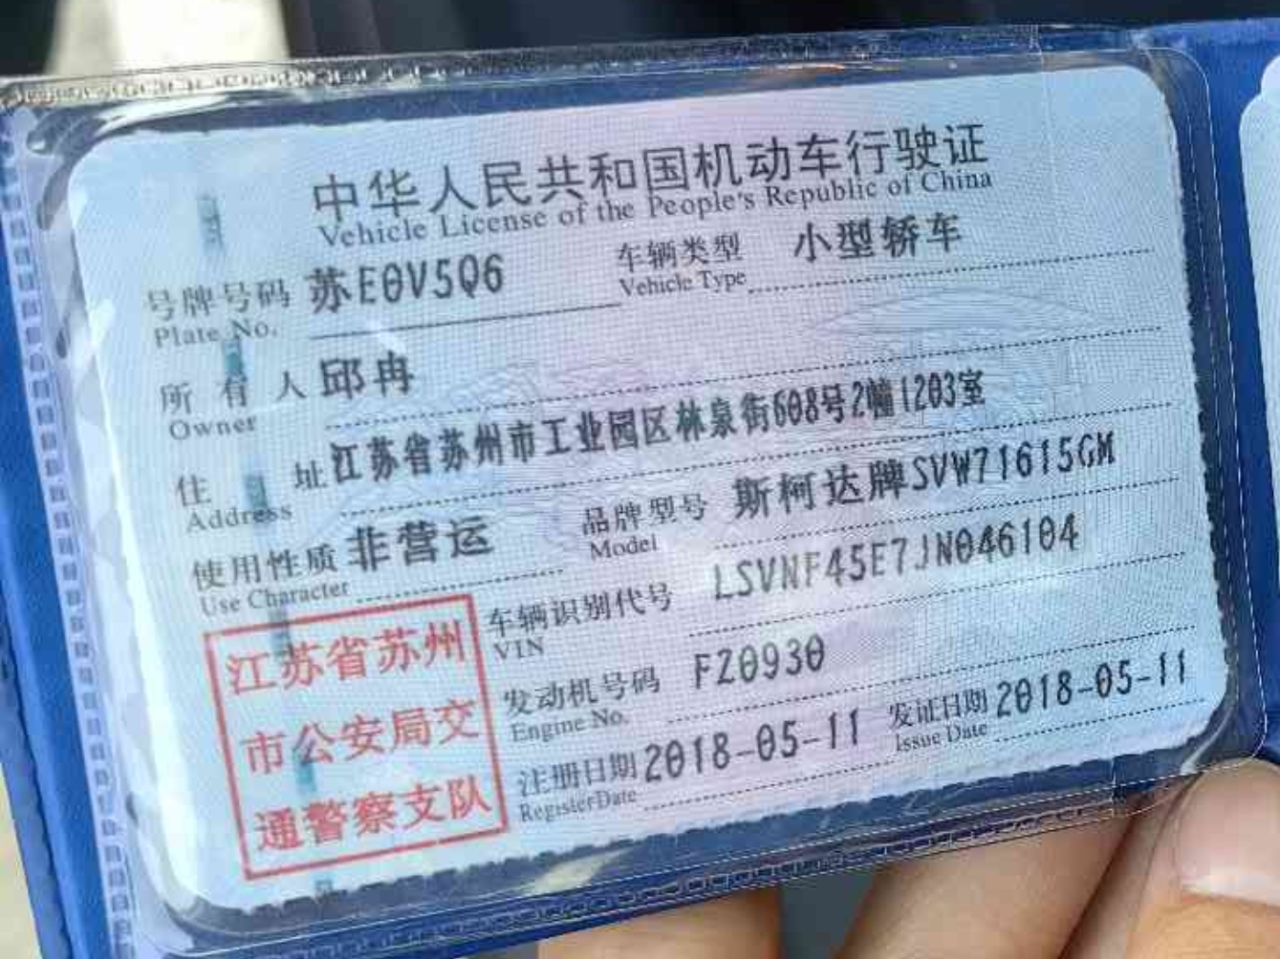 中华人民共和国机动车行驶证
Vehicle License of the People's Republic of China
号牌号码 苏E0V5Q6 车辆类型 小型轿车
Plate No. Vehicle Type
所有人 邱冉
Owner
住址 江苏省苏州市工业园区林泉街608号2幢1203室
Address
使用性质 非营运 品牌型号 斯柯达牌SVW71615GM
Use Character Model
车辆识别代号 LSVNF45E7JN046104
VIN
发动机号码 FZ0930
Engine No.
注册日期 2018-05-11 发证日期 2018-05-11
Register Date Issue Date
江苏省苏州
市公安局交
通警察支队